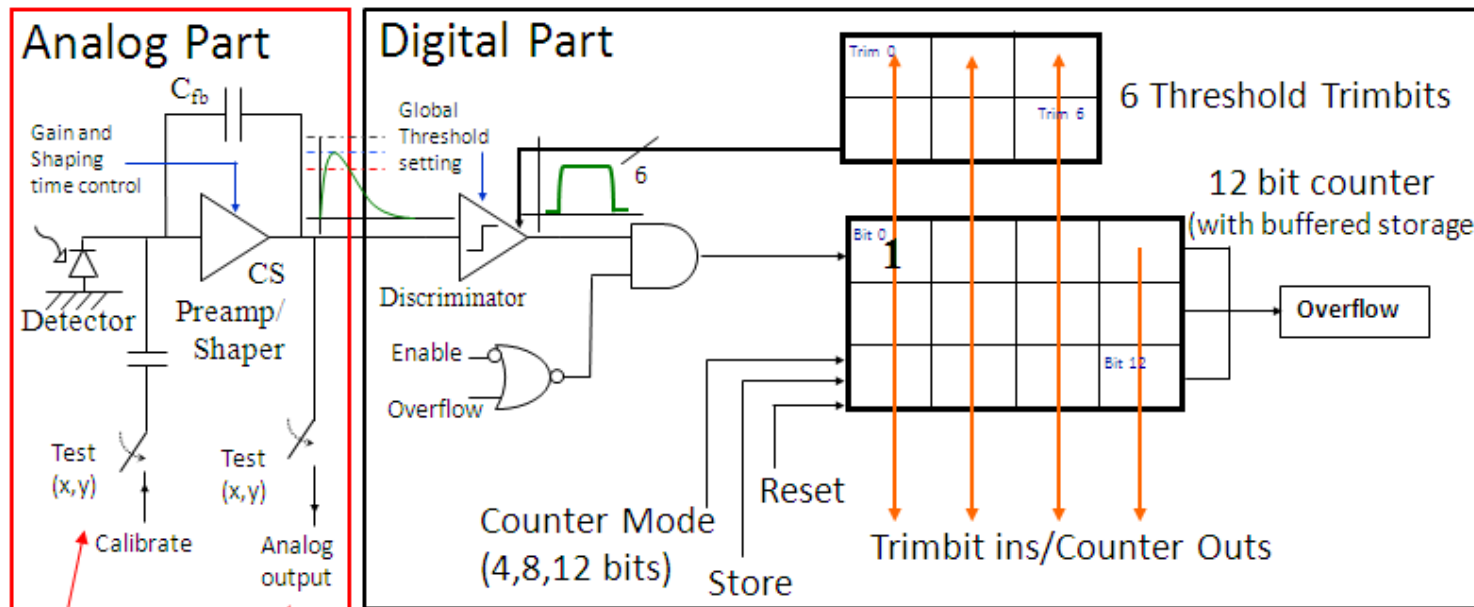 Analog Part
Cfb
Gain and
Shaping
time control
CS
Preamp/
Shaper
Detector
Test
(x,y)
Calibrate
Test
(x,y)
Analog
output
Digital Part
Global
Threshold
setting
6
Discriminator
Enable
Overflow
Trim 0
Trim 6
6 Threshold Trimbits
12 bit counter
(with buffered storage
Bit 0
1
Bit 12
Overflow
Reset
Counter Mode
(4,8,12 bits)
Store
Trimbit ins/Counter Outs